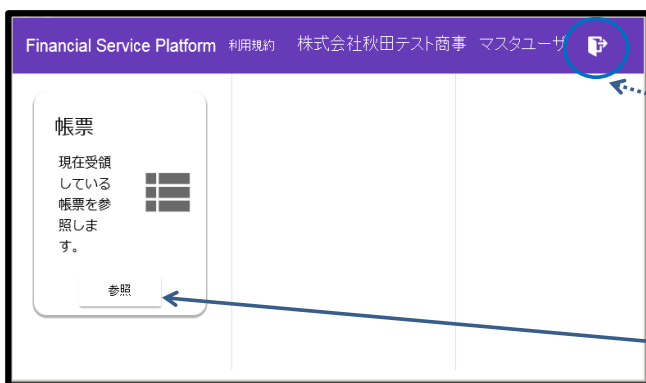 Financial Service Platform 利用規約 株式会社秋田テスト商事 マスタユーザ
帳票
現在受領
している
帳票を参
照しま
す。
参照